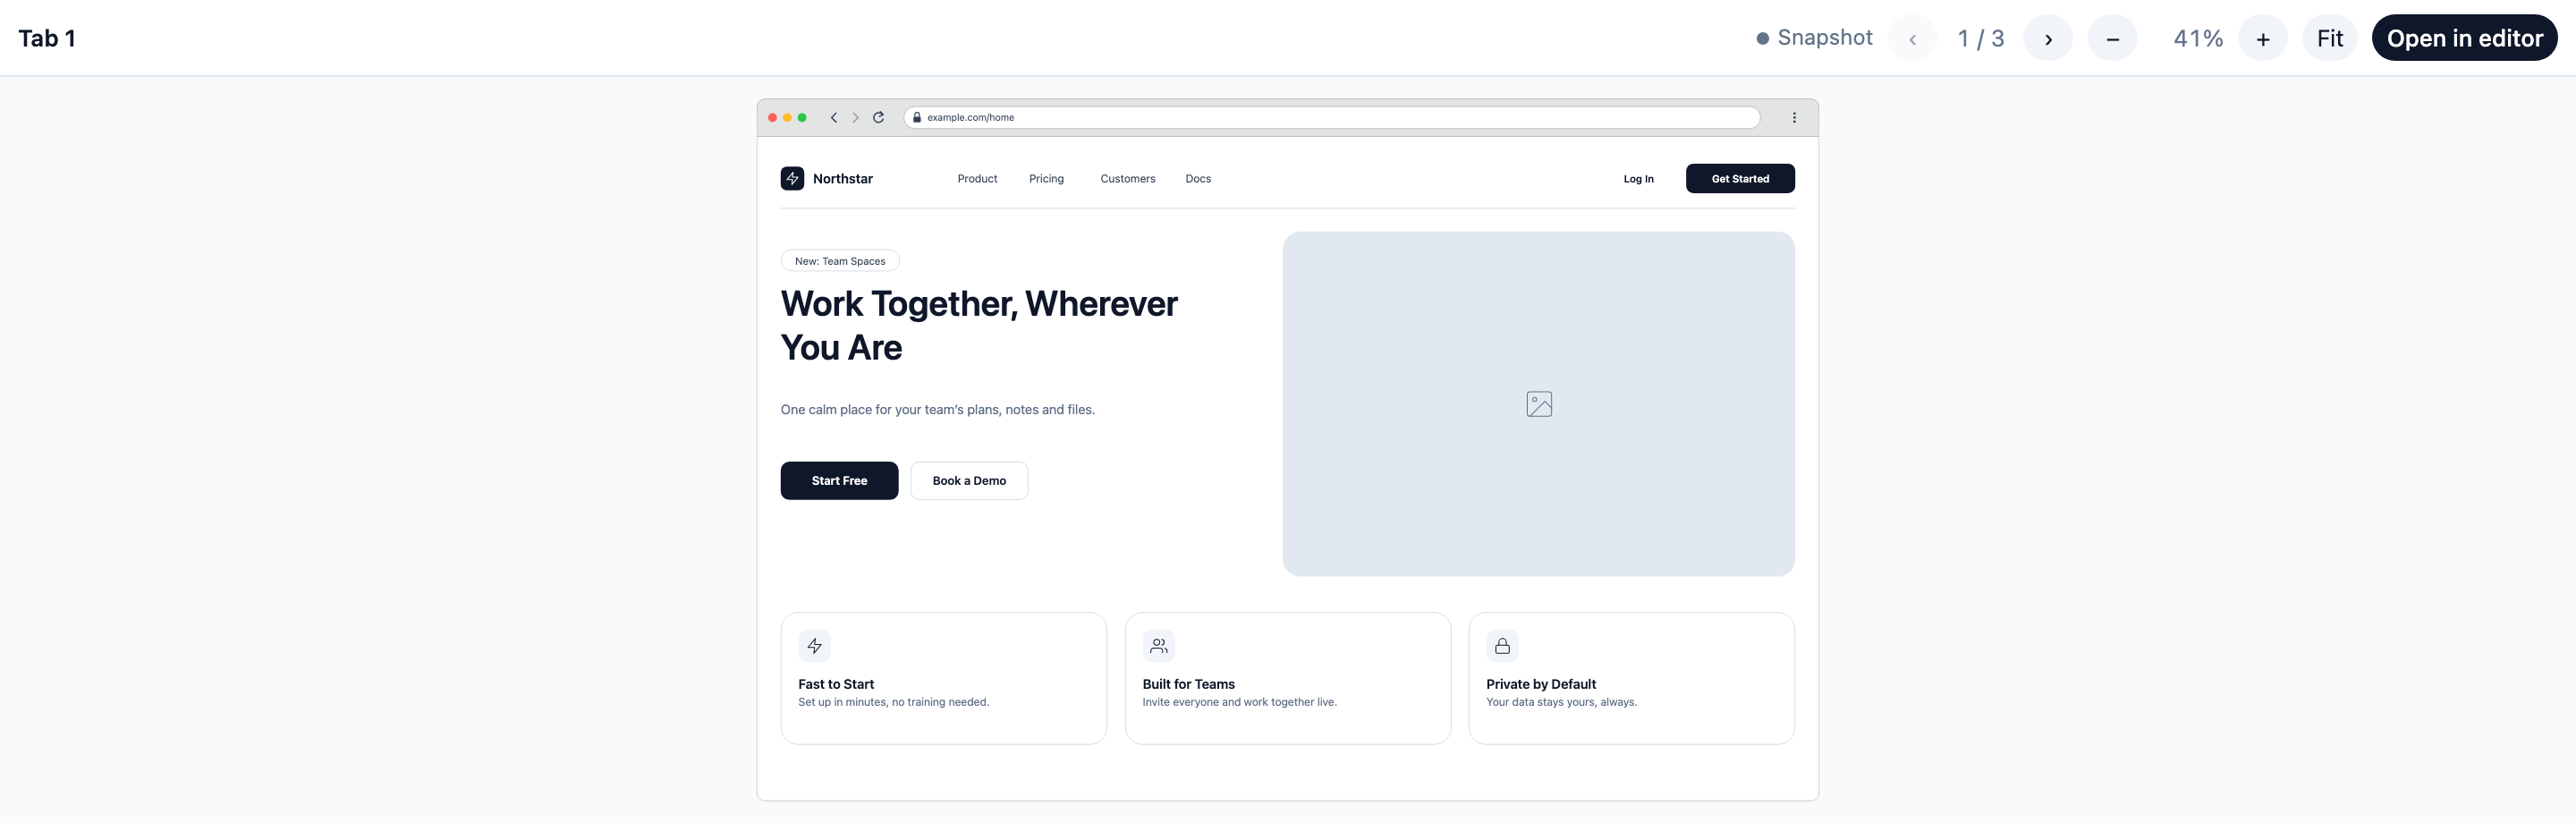 Tab 1
Snapshot
‹
1 / 3
›
−
41%
+
Fit
Open in editor
example.com/home
Northstar
Product
Pricing
Customers
Docs
Log In
Get Started
New: Team Spaces
Work Together, Wherever
You Are
One calm place for your team’s plans, notes and files.
Start Free
Book a Demo
Fast to Start
Set up in minutes, no training needed.
Built for Teams
Invite everyone and work together live.
Private by Default
Your data stays yours, always.